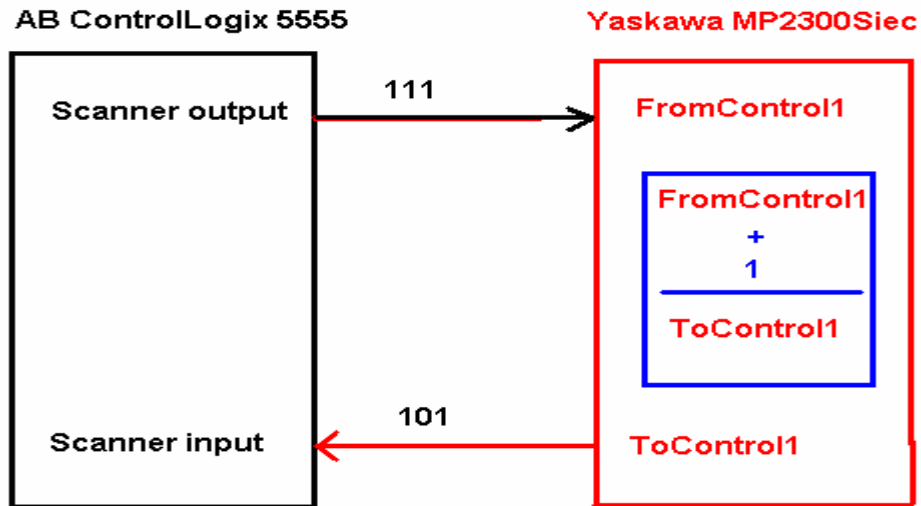 AB ControlLogix 5555
Yaskawa MP2300Siec
Scanner output
111
FromControl1
FromControl1
+
1
ToControl1
Scanner input
101
ToControl1